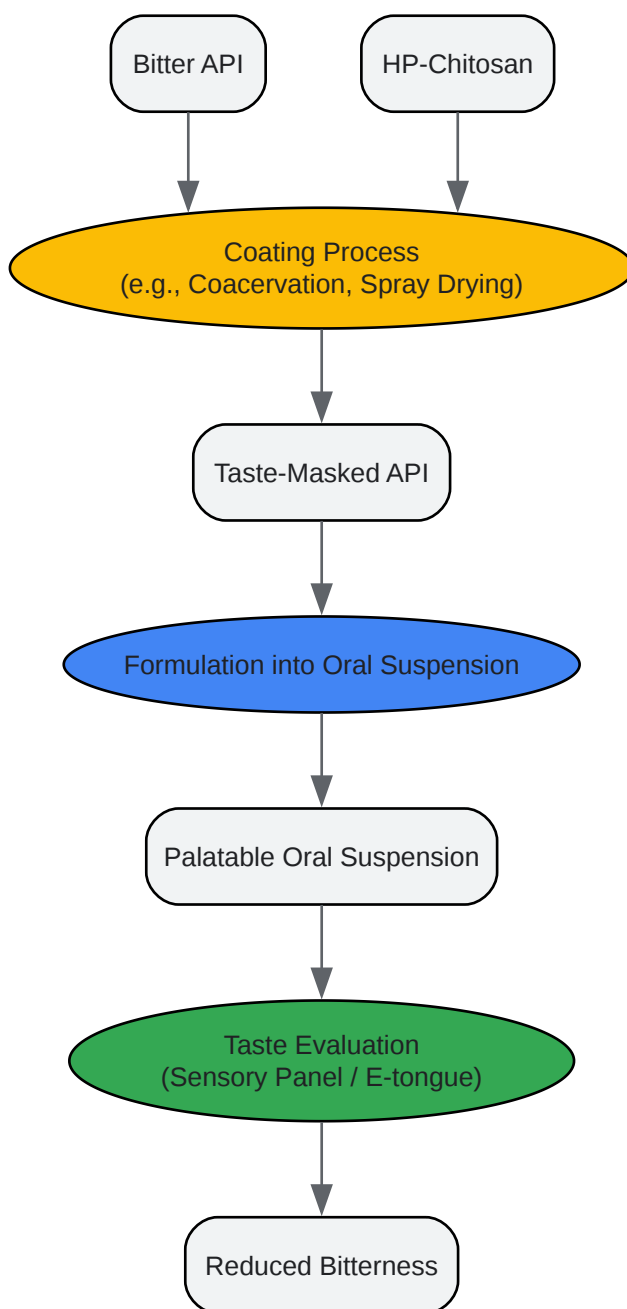 Bitter API
HP-Chitosan
Coating Process
(e.g., Coacervation, Spray Drying)
Taste-Masked API
Formulation into Oral Suspension
Palatable Oral Suspension
Taste Evaluation
(Sensory Panel / E-tongue)
Reduced Bitterness